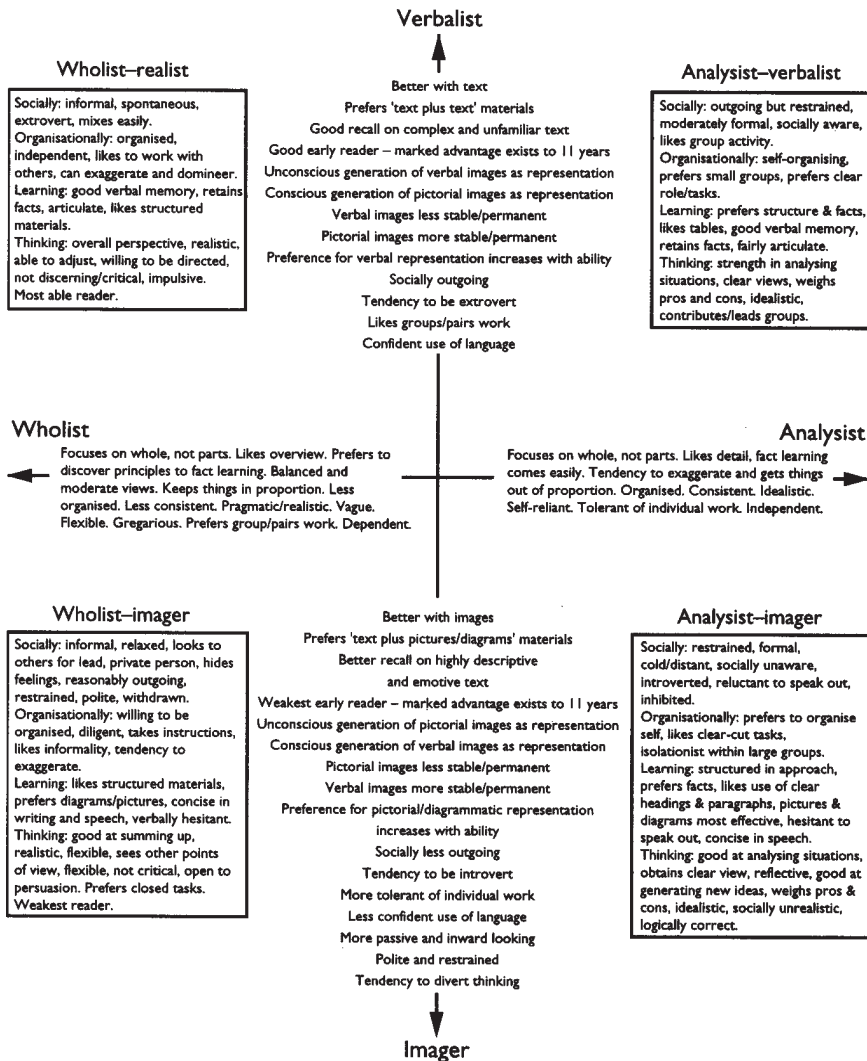 Verbalist
Wholist–realist
Socially: informal, spontaneous,
extrovert, mixes easily.
Organisationally: organised,
independent, likes to work with
others, can exaggerate and domineer.
Learning: good verbal memory, retains
facts, articulate, likes structured
materials.
Thinking: overall perspective, realistic,
able to adjust, willing to be directed,
not discerning/critical, impulsive.
Most able reader.
Better with text
Prefers 'text plus text' materials
Good recall on complex and unfamiliar text
Good early reader – marked advantage exists to 11 years
Unconscious generation of verbal images as representation
Conscious generation of pictorial images as representation
Verbal images less stable/permanent
Pictorial images more stable/permanent
Preference for verbal representation increases with ability
Socially outgoing
Tendency to be extrovert
Likes groups/pairs work
Confident use of language
Analysist–verbalist
Socially: outgoing but restrained,
moderately formal, socially aware,
likes group activity.
Organisationally: self-organising,
prefers small groups, prefers clear
role/tasks.
Learning: prefers structure & facts,
likes tables, good verbal memory,
retains facts, fairly articulate.
Thinking: strength in analysing
situations, clear views, weighs
pros and cons, idealistic,
contributes/leads groups.
Wholist
Focuses on whole, not parts. Likes overview. Prefers to
discover principles to fact learning. Balanced and
moderate views. Keeps things in proportion. Less
organised. Less consistent. Pragmatic/realistic. Vague.
Flexible. Gregarious. Prefers group/pairs work. Dependent.
Analysist
Focuses on whole, not parts. Likes detail, fact learning
comes easily. Tendency to exaggerate and gets things
out of proportion. Organised. Consistent. Idealistic.
Self-reliant. Tolerant of individual work. Independent.
Wholist–imager
Socially: informal, relaxed, looks to
others for lead, private person, hides
feelings, reasonably outgoing,
restrained, polite, withdrawn.
Organisationally: willing to be
organised, diligent, takes instructions,
likes informality, tendency to
exaggerate.
Learning: likes structured materials,
prefers diagrams/pictures, concise in
writing and speech, verbally hesitant.
Thinking: good at summing up,
realistic, flexible, sees other points
of view, flexible, not critical, open to
persuasion. Prefers closed tasks.
Weakest reader.
Better with images
Prefers 'text plus pictures/diagrams' materials
Better recall on highly descriptive
and emotive text
Weakest early reader – marked advantage exists to 11 years
Unconscious generation of pictorial images as representation
Conscious generation of verbal images as representation
Pictorial images less stable/permanent
Verbal images more stable/permanent
Preference for pictorial/diagrammatic representation
increases with ability
Socially less outgoing
Tendency to be introvert
More tolerant of individual work
Less confident use of language
More passive and inward looking
Polite and restrained
Tendency to divert thinking
Analysist–imager
Socially: restrained, formal,
cold/distant, socially unaware,
introverted, reluctant to speak out,
inhibited.
Organisationally: prefers to organise
self, likes clear-cut tasks,
isolationist within large groups.
Learning: structured in approach,
prefers facts, likes use of clear
headings & paragraphs, pictures &
diagrams most effective, hesitant to
speak out, concise in speech.
Thinking: good at analysing situations,
obtains clear view, reflective, good at
generating new ideas, weighs pros &
cons, idealistic, socially unrealistic,
logically correct.
Imager